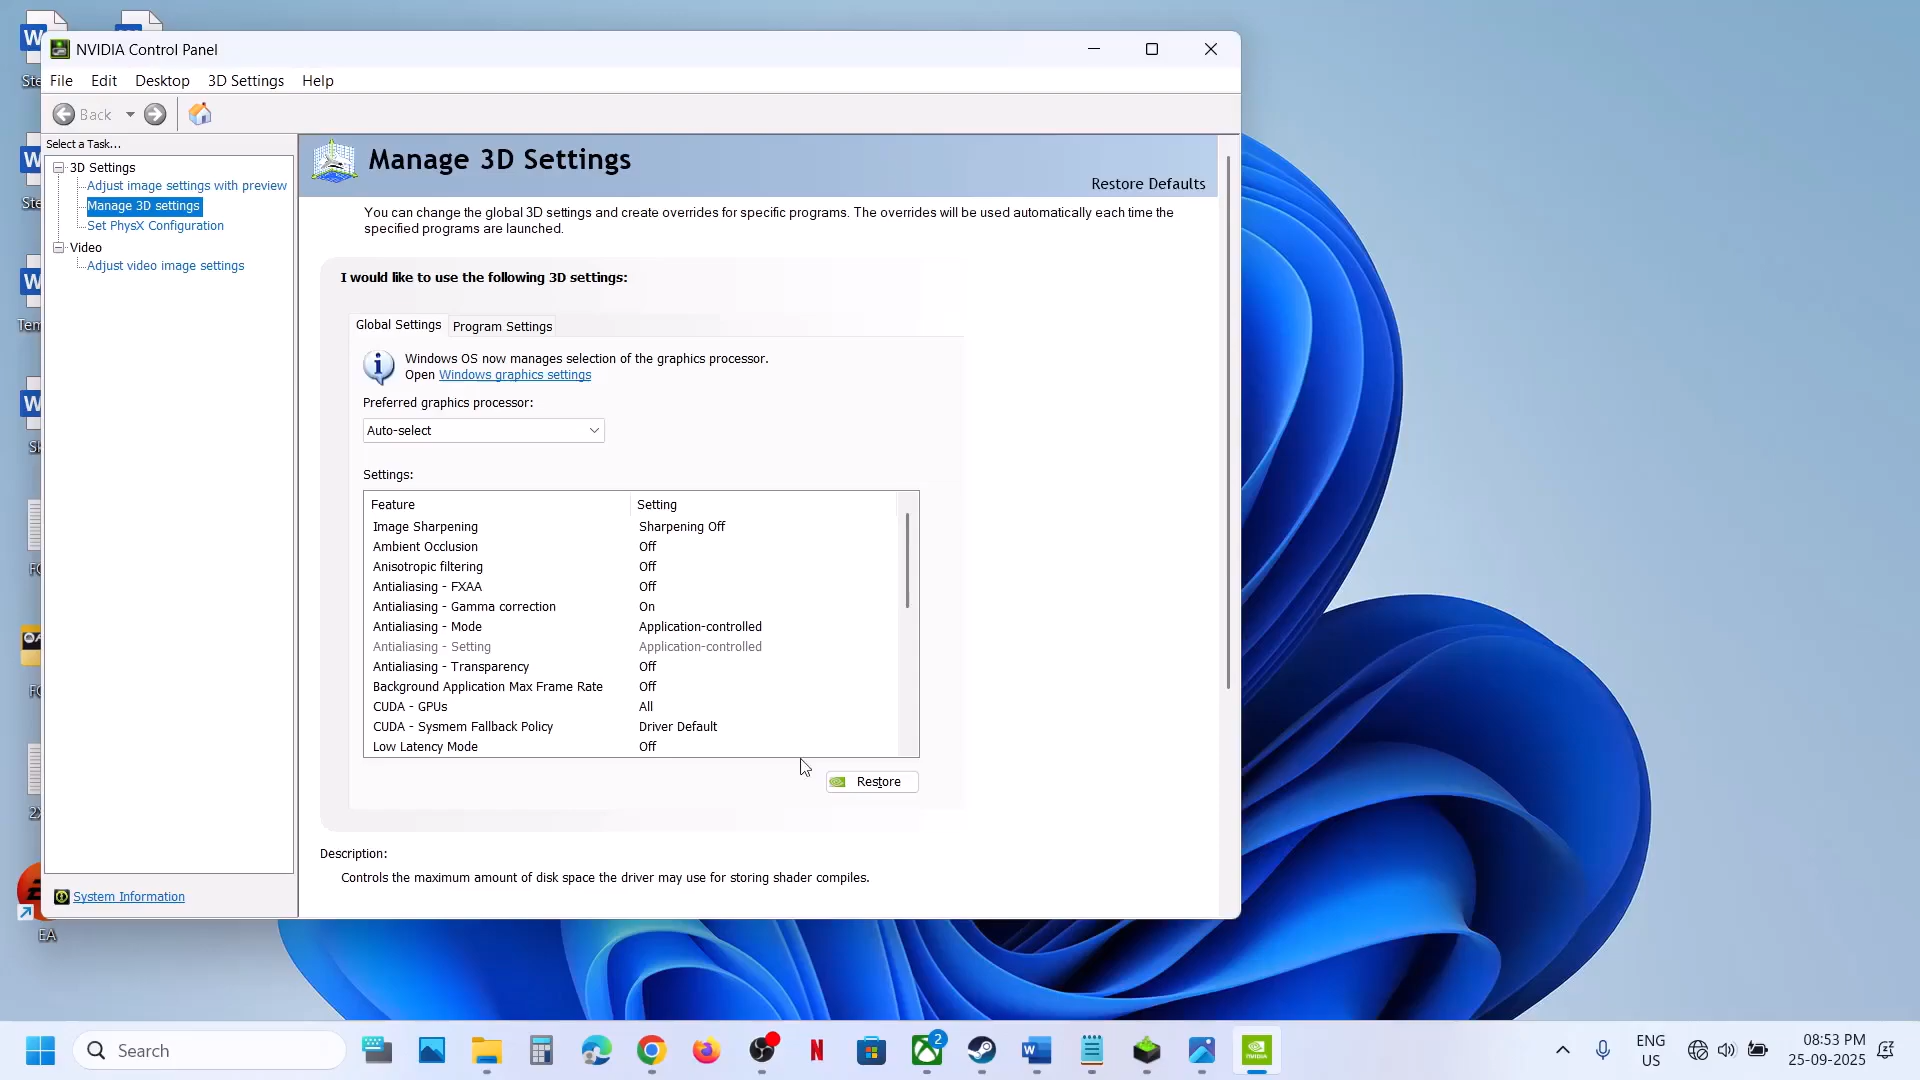 NVIDIA Control Panel
File Edit Desktop 3D Settings Help
Back
Select a Task...
3D Settings
Adjust image settings with preview
Manage 3D settings
Set PhysX Configuration
Video
Adjust video image settings
System Information
Manage 3D Settings
Restore Defaults
You can change the global 3D settings and create overrides for specific programs. The overrides will be used automatically each time the
specified programs are launched.
I would like to use the following 3D settings:
Global Settings Program Settings
Windows OS now manages selection of the graphics processor.
Open Windows graphics settings
Preferred graphics processor:
Auto-select
Settings:
Feature Setting
Image Sharpening Sharpening Off
Ambient Occlusion Off
Anisotropic filtering Off
Antialiasing - FXAA Off
Antialiasing - Gamma correction On
Antialiasing - Mode Application-controlled
Antialiasing - Setting Application-controlled
Antialiasing - Transparency Off
Background Application Max Frame Rate Off
CUDA - GPUs All
CUDA - Sysmem Fallback Policy Driver Default
Low Latency Mode Off
Restore
Description:
Controls the maximum amount of disk space the driver may use for storing shader compiles.
EA
Search
2
ENG
US
08:53 PM
25-09-2025